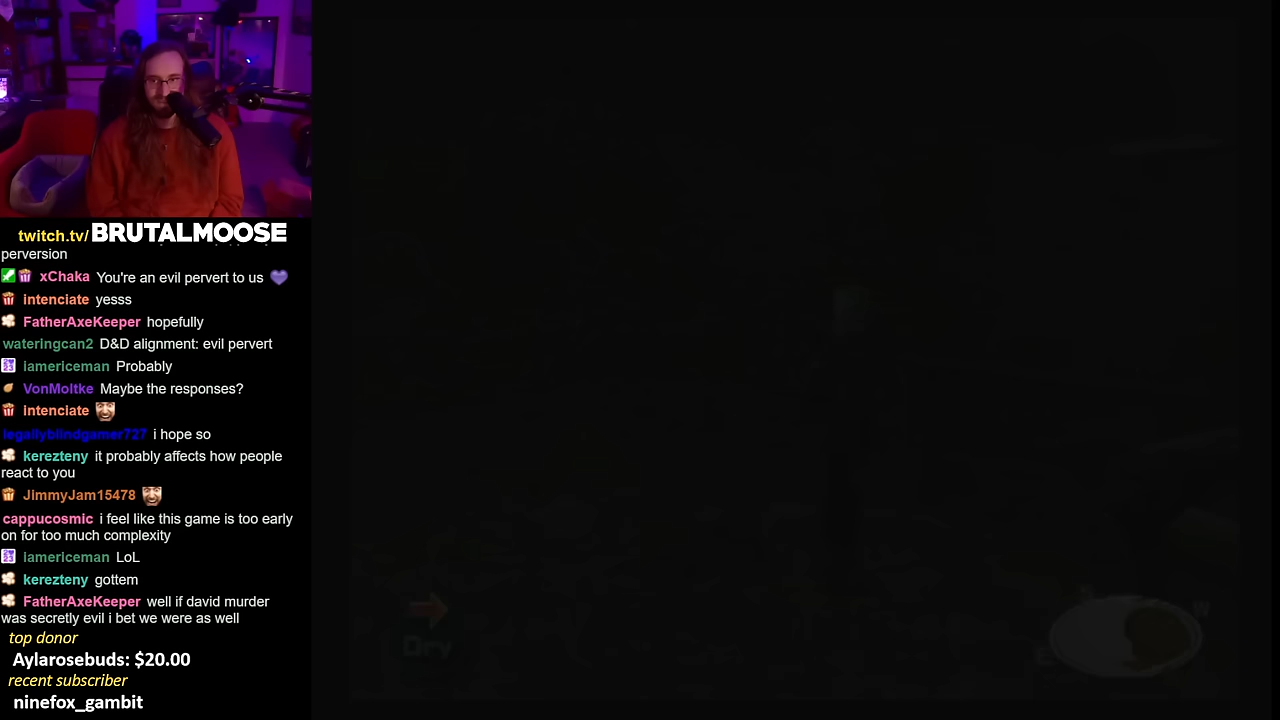 twitch.tv/BRUTALMOOSE
perversion
xChaka You're an evil pervert to us
intenciate yesss
FatherAxeKeeper hopefully
wateringcan2 D&D alignment: evil pervert
iamericeman Probably
VonMoltke Maybe the responses?
intenciate
legallyblindgamer727 i hope so
kerezteny it probably affects how people
react to you
JimmyJam15478
cappucosmic i feel like this game is too early
on for too much complexity
iamericeman LoL
kerezteny gottem
FatherAxeKeeper well if david murder
was secretly evil i bet we were as well
top donor
Aylarosebuds: $20.00
recent subscriber
ninefox_gambit
Dry